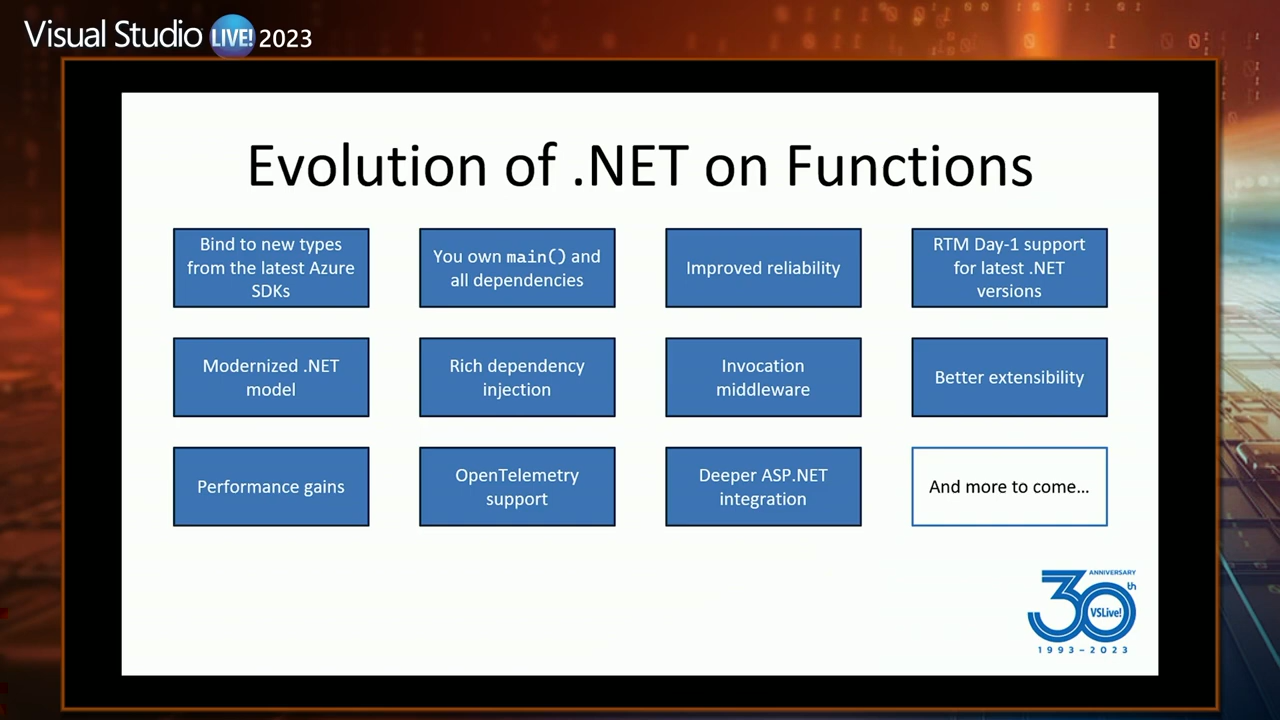 Visual Studio LIVE! 2023
Evolution of .NET on Functions
Bind to new types
from the latest Azure
SDKs
You own main() and
all dependencies
Improved reliability
RTM Day-1 support
for latest .NET
versions
Modernized .NET
model
Rich dependency
injection
Invocation
middleware
Better extensibility
Performance gains
OpenTelemetry
support
Deeper ASP.NET
integration
And more to come…
ANNIVERSARY
30th
VSLive!
1993-2023